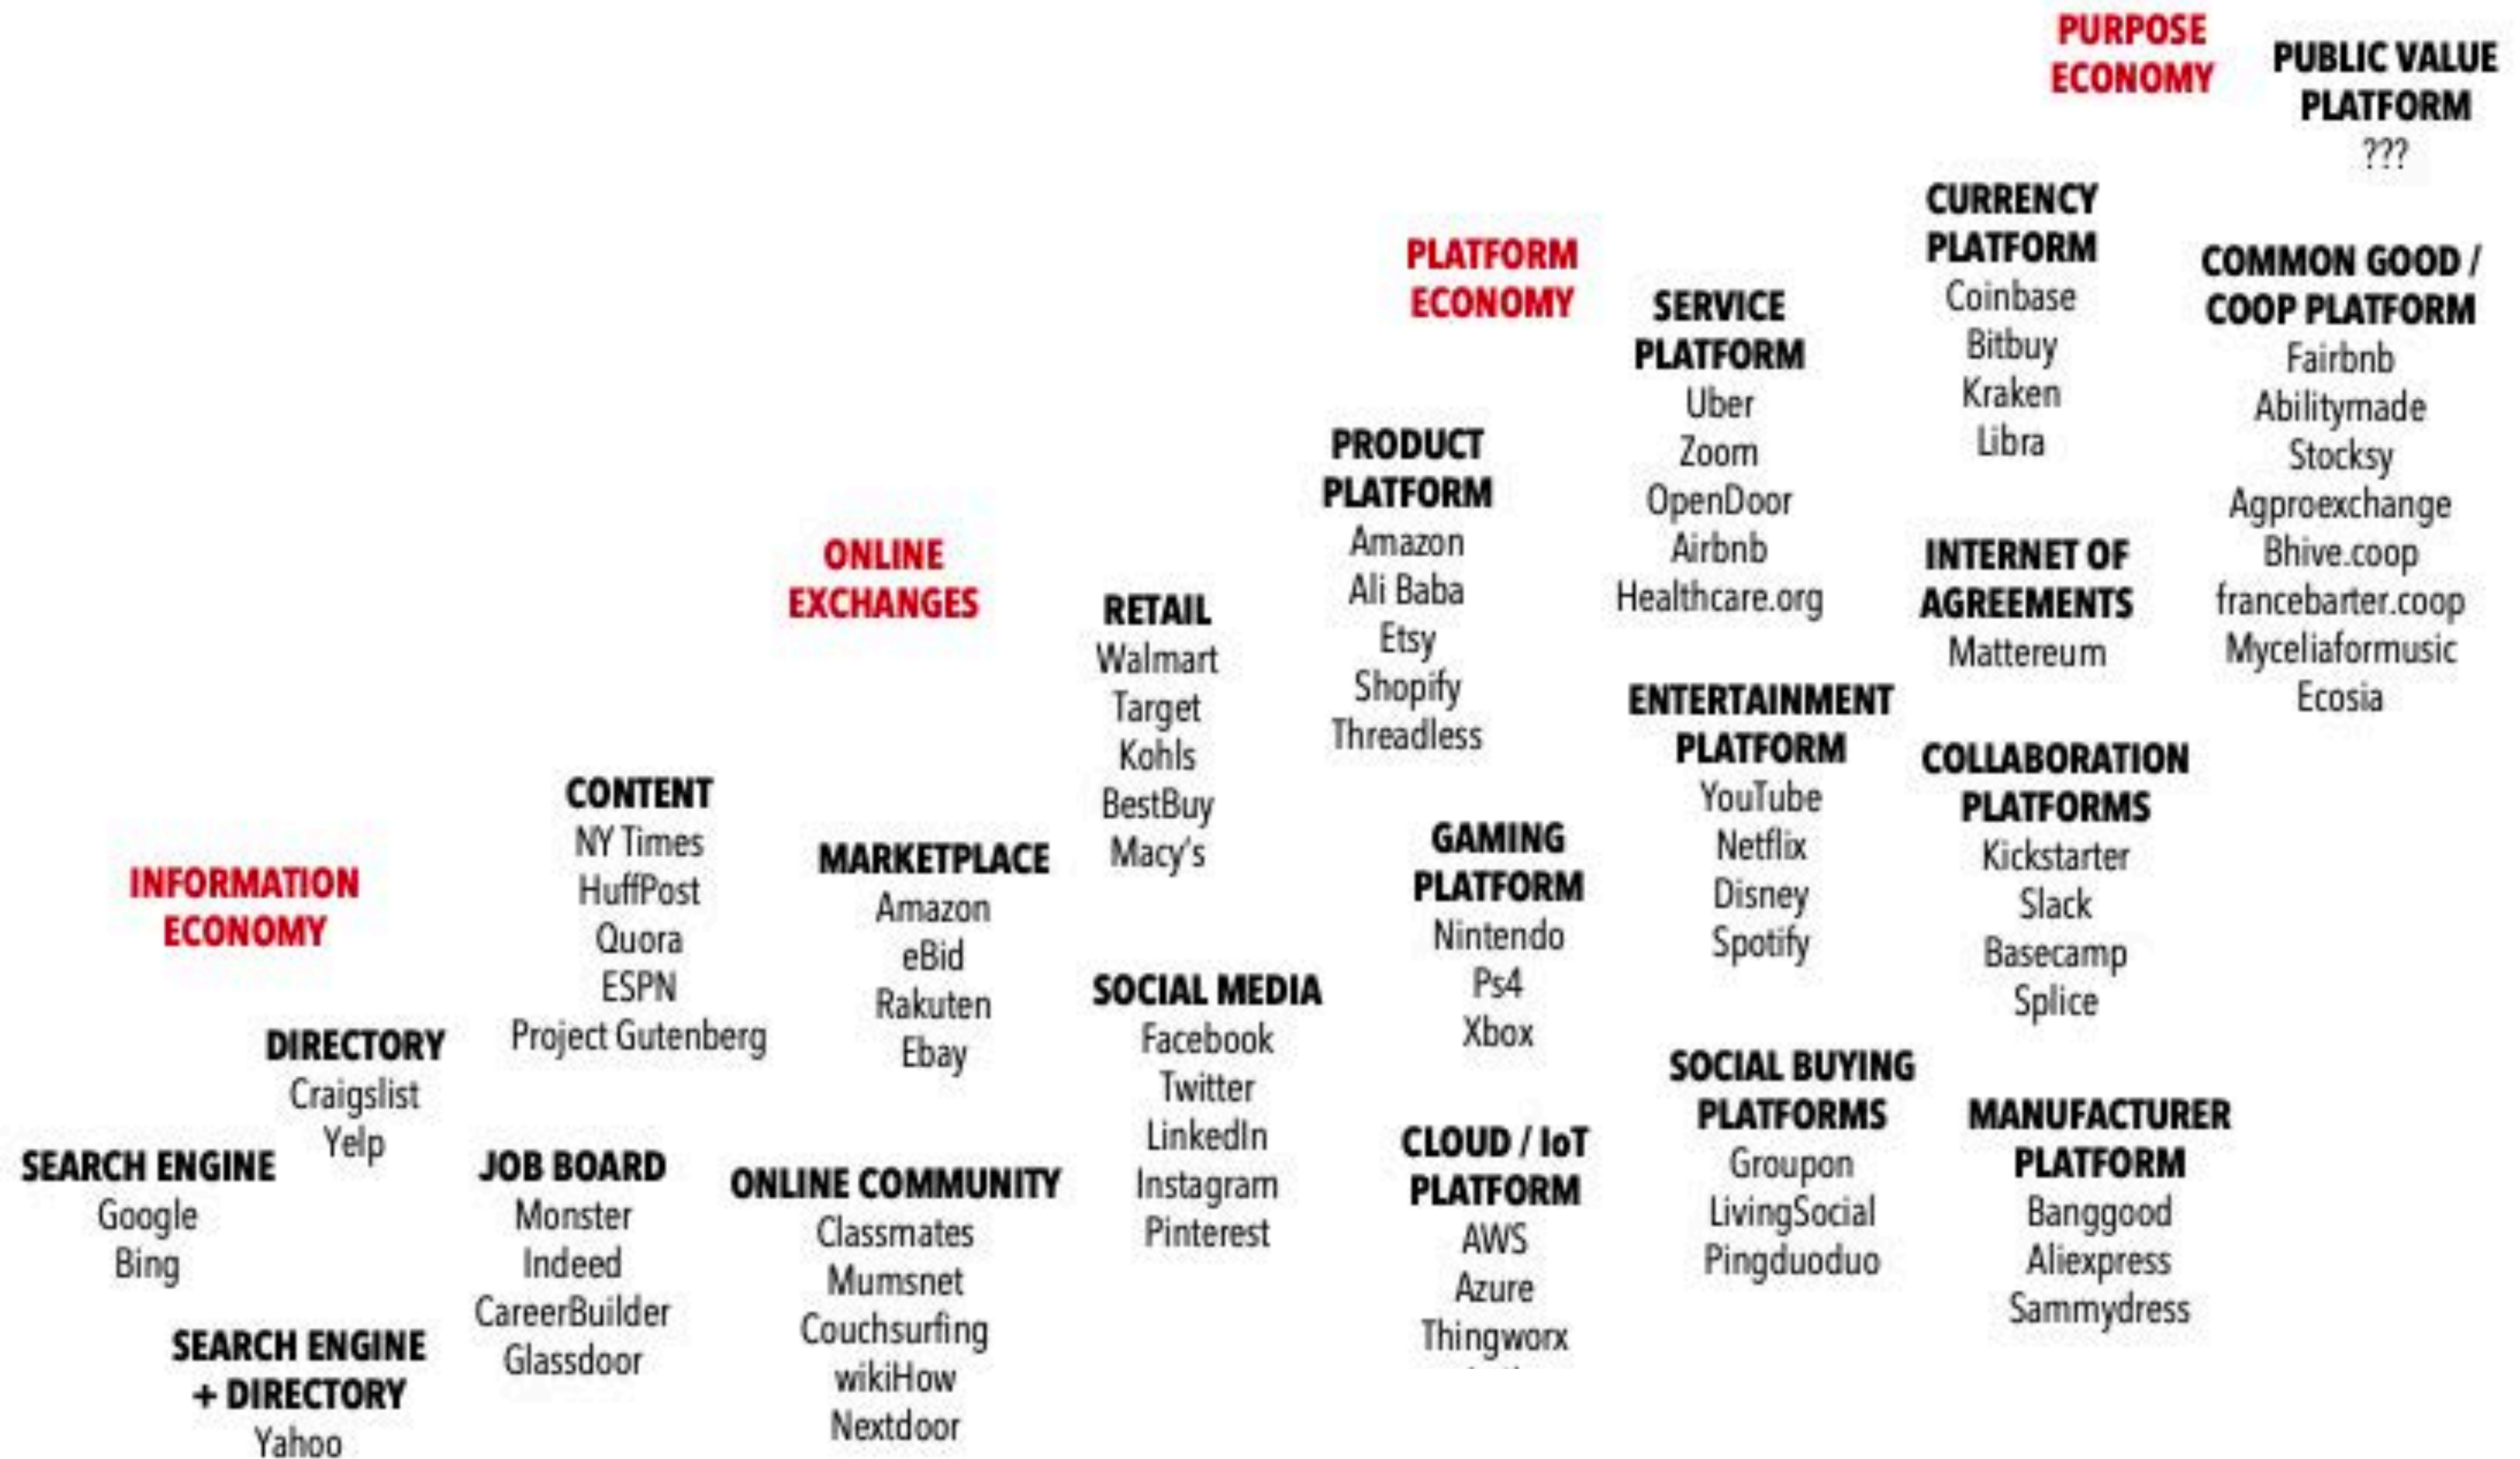 PURPOSE
ECONOMY
PUBLIC VALUE
PLATFORM
???
CURRENCY
PLATFORM
Coinbase
Bitbuy
Kraken
Libra
COMMON GOOD /
COOP PLATFORM
Fairbnb
Abilitymade
Stocksy
Agproexchange
Bhive.coop
francebarter.coop
Myceliaformusic
Ecosia
PLATFORM
ECONOMY
SERVICE
PLATFORM
Uber
Zoom
OpenDoor
Airbnb
Healthcare.org
PRODUCT
PLATFORM
Amazon
Ali Baba
Etsy
Shopify
Threadless
INTERNET OF
AGREEMENTS
Mattereum
ONLINE
EXCHANGES
RETAIL
Walmart
Target
Kohls
BestBuy
Macy's
ENTERTAINMENT
PLATFORM
YouTube
Netflix
Disney
Spotify
COLLABORATION
PLATFORMS
Kickstarter
Slack
Basecamp
Splice
CONTENT
NY Times
HuffPost
Quora
ESPN
Project Gutenberg
MARKETPLACE
Amazon
eBid
Rakuten
Ebay
GAMING
PLATFORM
Nintendo
Ps4
Xbox
INFORMATION
ECONOMY
SOCIAL MEDIA
Facebook
Twitter
LinkedIn
Instagram
Pinterest
DIRECTORY
Craigslist
Yelp
SOCIAL BUYING
PLATFORMS
Groupon
LivingSocial
Pingduoduo
MANUFACTURER
PLATFORM
Banggood
Aliexpress
Sammydress
CLOUD / IoT
PLATFORM
AWS
Azure
Thingworx
SEARCH ENGINE
Google
Bing
JOB BOARD
Monster
Indeed
CareerBuilder
Glassdoor
ONLINE COMMUNITY
Classmates
Mumsnet
Couchsurfing
wikiHow
Nextdoor
SEARCH ENGINE
+ DIRECTORY
Yahoo